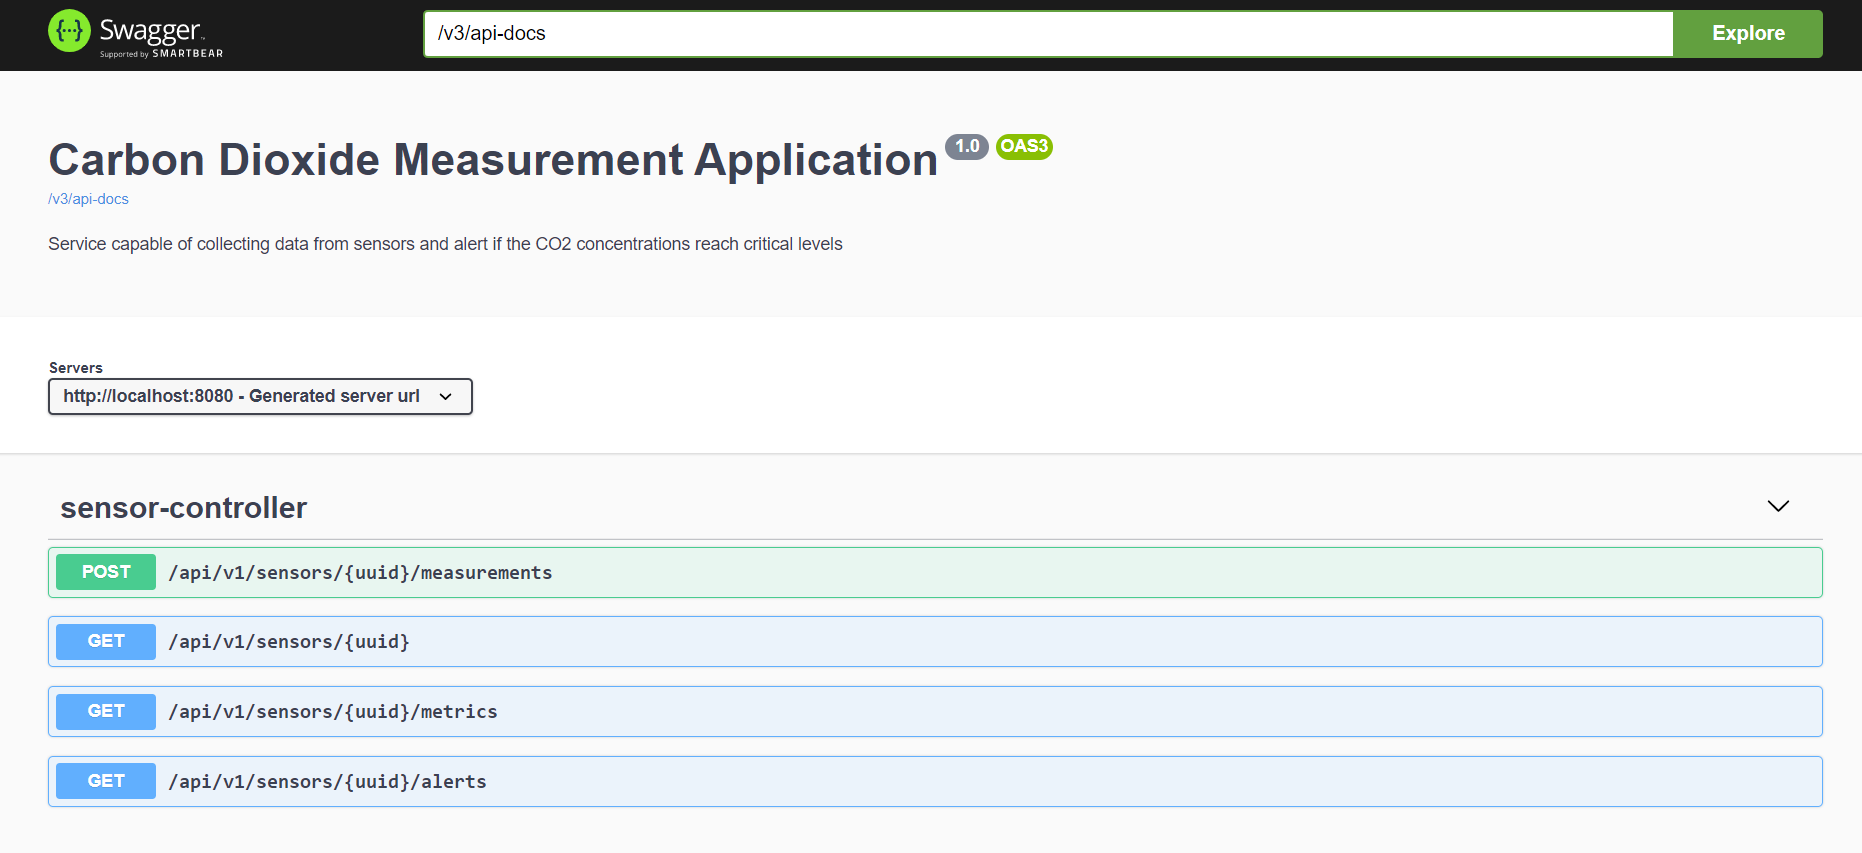 Swagger™
Supported by SMARTBEAR
/v3/api-docs
Explore
Carbon Dioxide Measurement Application 1.0 OAS3
/v3/api-docs
Service capable of collecting data from sensors and alert if the CO2 concentrations reach critical levels
Servers
http://localhost:8080 - Generated server url
sensor-controller
POST /api/v1/sensors/{uuid}/measurements
GET /api/v1/sensors/{uuid}
GET /api/v1/sensors/{uuid}/metrics
GET /api/v1/sensors/{uuid}/alerts